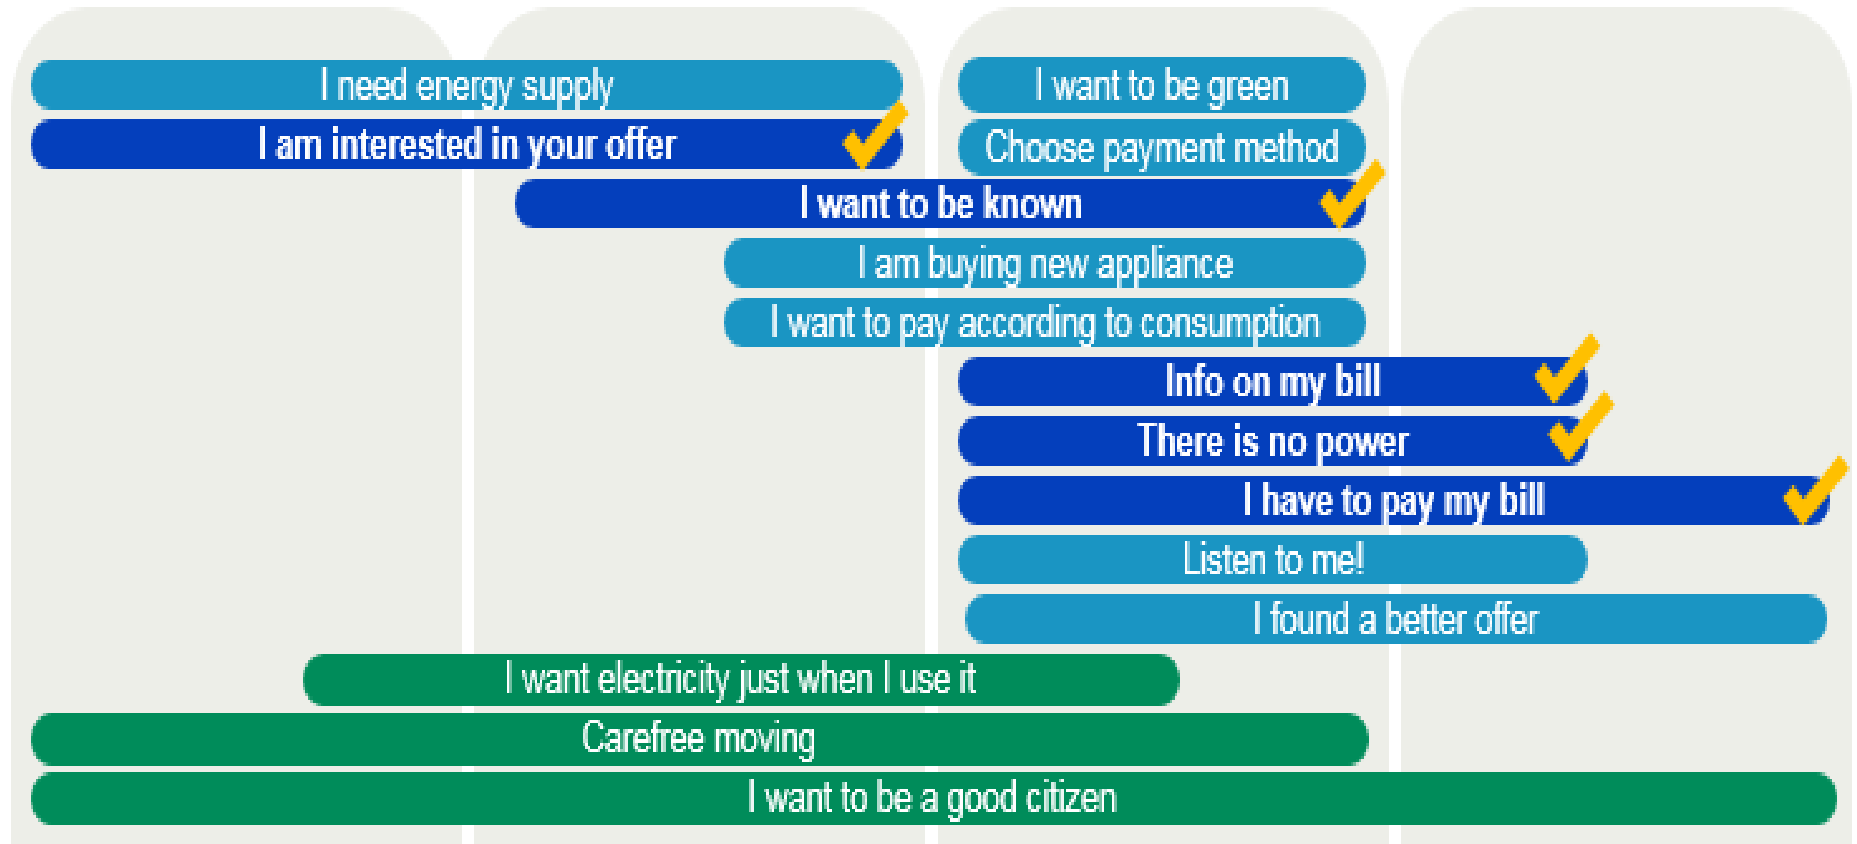 I need energy supply
I want to be green
I am interested in your offer
Choose payment method
I want to be known
I am buying new appliance
I want to pay according to consumption
Info on my bill
There is no power
I have to pay my bill
Listen to me!
I found a better offer
I want electricity just when I use it
Carefree moving
I want to be a good citizen